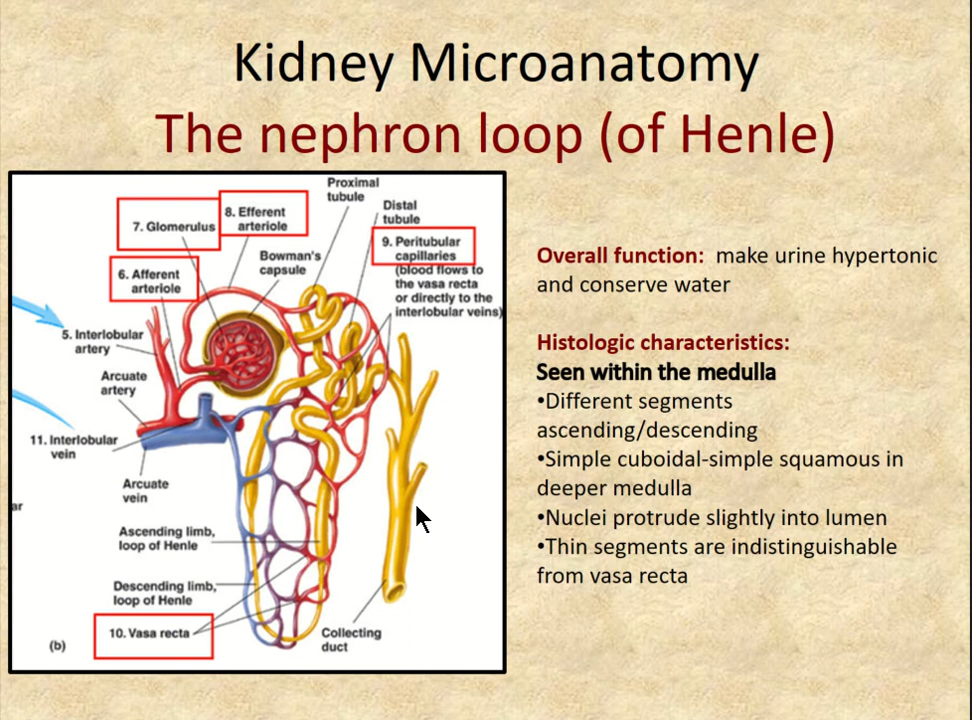 Kidney Microanatomy
The nephron loop (of Henle)
Proximal
tubule
Distal
tubule
7. Glomerulus
8. Efferent
arteriole
9. Peritubular
capillaries
(blood flows to
the vasa recta
or directly to the
interlobular veins)
Bowman's
capsule
6. Afferent
arteriole
5. Interlobular
artery
Arcuate
artery
11. Interlobular
vein
Arcuate
vein
Ascending limb,
loop of Henle
Descending limb,
loop of Henle
10. Vasa recta
Collecting
duct
(b)
ar
Overall function: make urine hypertonic
and conserve water
Histologic characteristics:
Seen within the medulla
•Different segments
ascending/descending
•Simple cuboidal-simple squamous in
deeper medulla
•Nuclei protrude slightly into lumen
•Thin segments are indistinguishable
from vasa recta